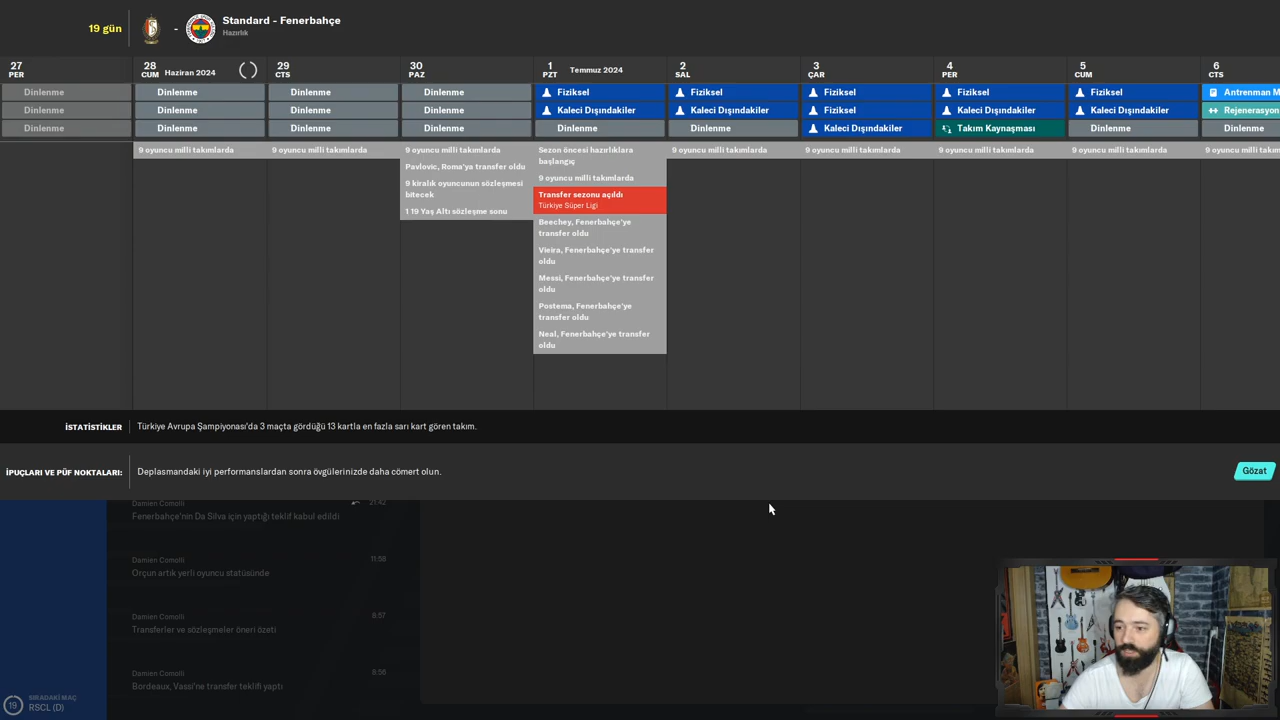 19 gün
-
Standard - Fenerbahçe
Hazırlık
27
PER
28
CUM
Haziran 2024
29
CTS
30
PAZ
1
PZT
Temmuz 2024
2
SAL
3
ÇAR
4
PER
5
CUM
6
CTS
Dinlenme
Dinlenme
Dinlenme
Dinlenme
Fiziksel
Fiziksel
Fiziksel
Fiziksel
Fiziksel
Antrenman M
Dinlenme
Dinlenme
Dinlenme
Dinlenme
Kaleci Dışındakiler
Kaleci Dışındakiler
Fiziksel
Kaleci Dışındakiler
Kaleci Dışındakiler
Rejenerasyon
Dinlenme
Dinlenme
Dinlenme
Dinlenme
Dinlenme
Dinlenme
Kaleci Dışındakiler
Takım Kaynaşması
Dinlenme
Dinlenme
9 oyuncu milli takımlarda
9 oyuncu milli takımlarda
9 oyuncu milli takımlarda
Pavlovic, Roma'ya transfer oldu
9 kiralık oyuncunun sözleşmesi
bitecek
1 19 Yaş Altı sözleşme sonu
Sezon öncesi hazırlıklara
başlangıç
9 oyuncu milli takımlarda
Transfer sezonu açıldı
Türkiye Süper Ligi
Beechey, Fenerbahçe'ye
transfer oldu
Vieira, Fenerbahçe'ye transfer
oldu
Messi, Fenerbahçe'ye transfer
oldu
Postema, Fenerbahçe'ye
transfer oldu
Neal, Fenerbahçe'ye transfer
oldu
9 oyuncu milli takımlarda
9 oyuncu milli takımlarda
9 oyuncu milli takımlarda
9 oyuncu milli takımlarda
9 oyuncu milli takıml
İSTATİSTİKLER
Türkiye Avrupa Şampiyonası'da 3 maçta gördüğü 13 kartla en fazla sarı kart gören takım.
İPUÇLARI VE PÜF NOKTALARI:
Deplasmandaki iyi performanslardan sonra övgülerinizde daha cömert olun.
Gözat
Damien Comolli
21:42
Fenerbahçe'nin Da Silva için yaptığı teklif kabul edildi
Damien Comolli
11:59
Orçun artık yerli oyuncu statüsünde
Damien Comolli
8:57
Transferler ve sözleşmeler öneri özeti
Damien Comolli
8:56
Bordeaux, Vassi'ne transfer teklifi yaptı
19
SIRADAKİ MAÇ
RSCL (D)